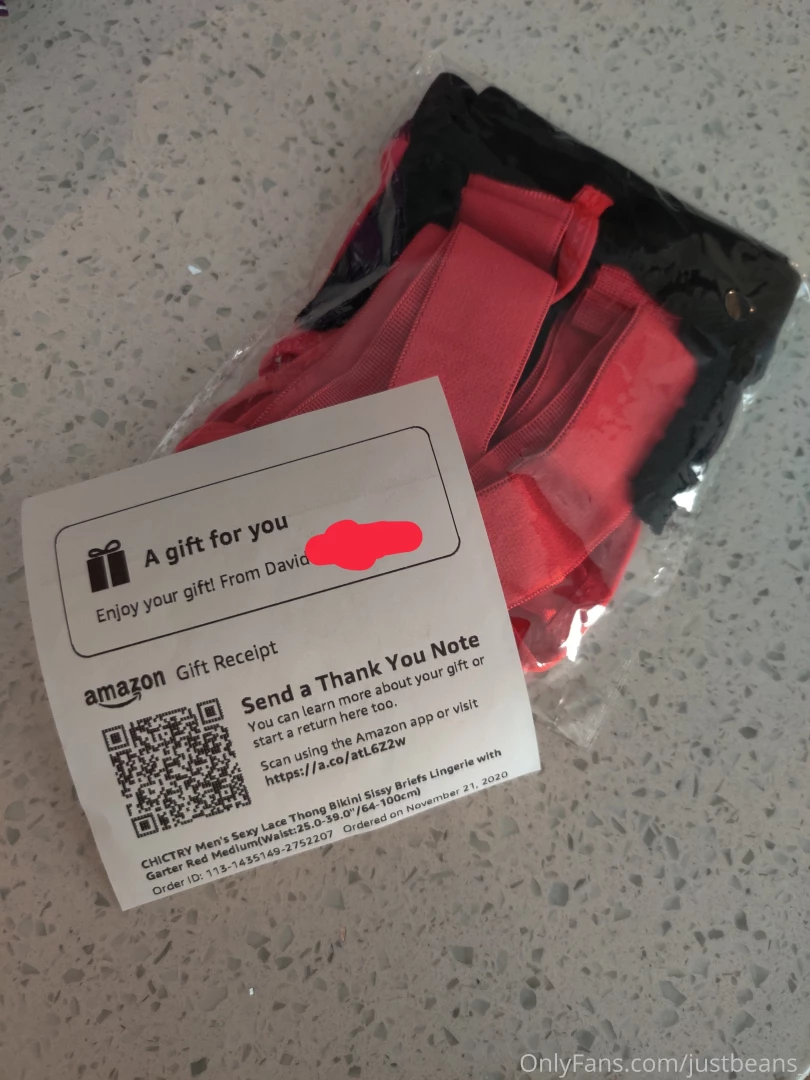 A gift for you
Enjoy your gift! From David
amazon Gift Receipt
Send a Thank You Note
You can learn more about your gift or
start a return here too.
Scan using the Amazon app or visit
https://a.co/atL6Z2w
CHICTRY Men's Sexy Lace Thong Bikini Sissy Briefs Lingerie with
Garter Red Medium(Waist:25.0-39.0"/64-100cm)
Order ID: 113-1435149-2752207 Ordered on November 21, 2020
OnlyFans.com/justbeans